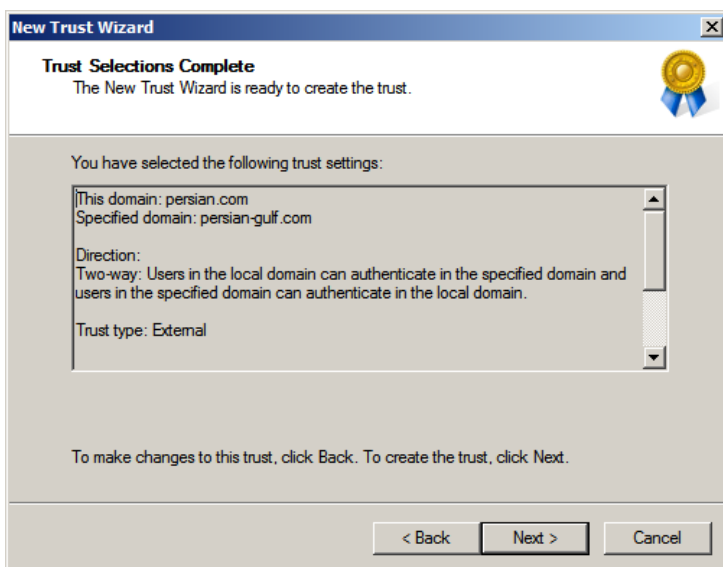 New Trust Wizard
Trust Selections Complete
The New Trust Wizard is ready to create the trust.
You have selected the following trust settings:
This domain: persian.com
Specified domain: persian-gulf.com
Direction:
Two-way: Users in the local domain can authenticate in the specified domain and
users in the specified domain can authenticate in the local domain.
Trust type: External
To make changes to this trust, click Back. To create the trust, click Next.
< Back
Next >
Cancel